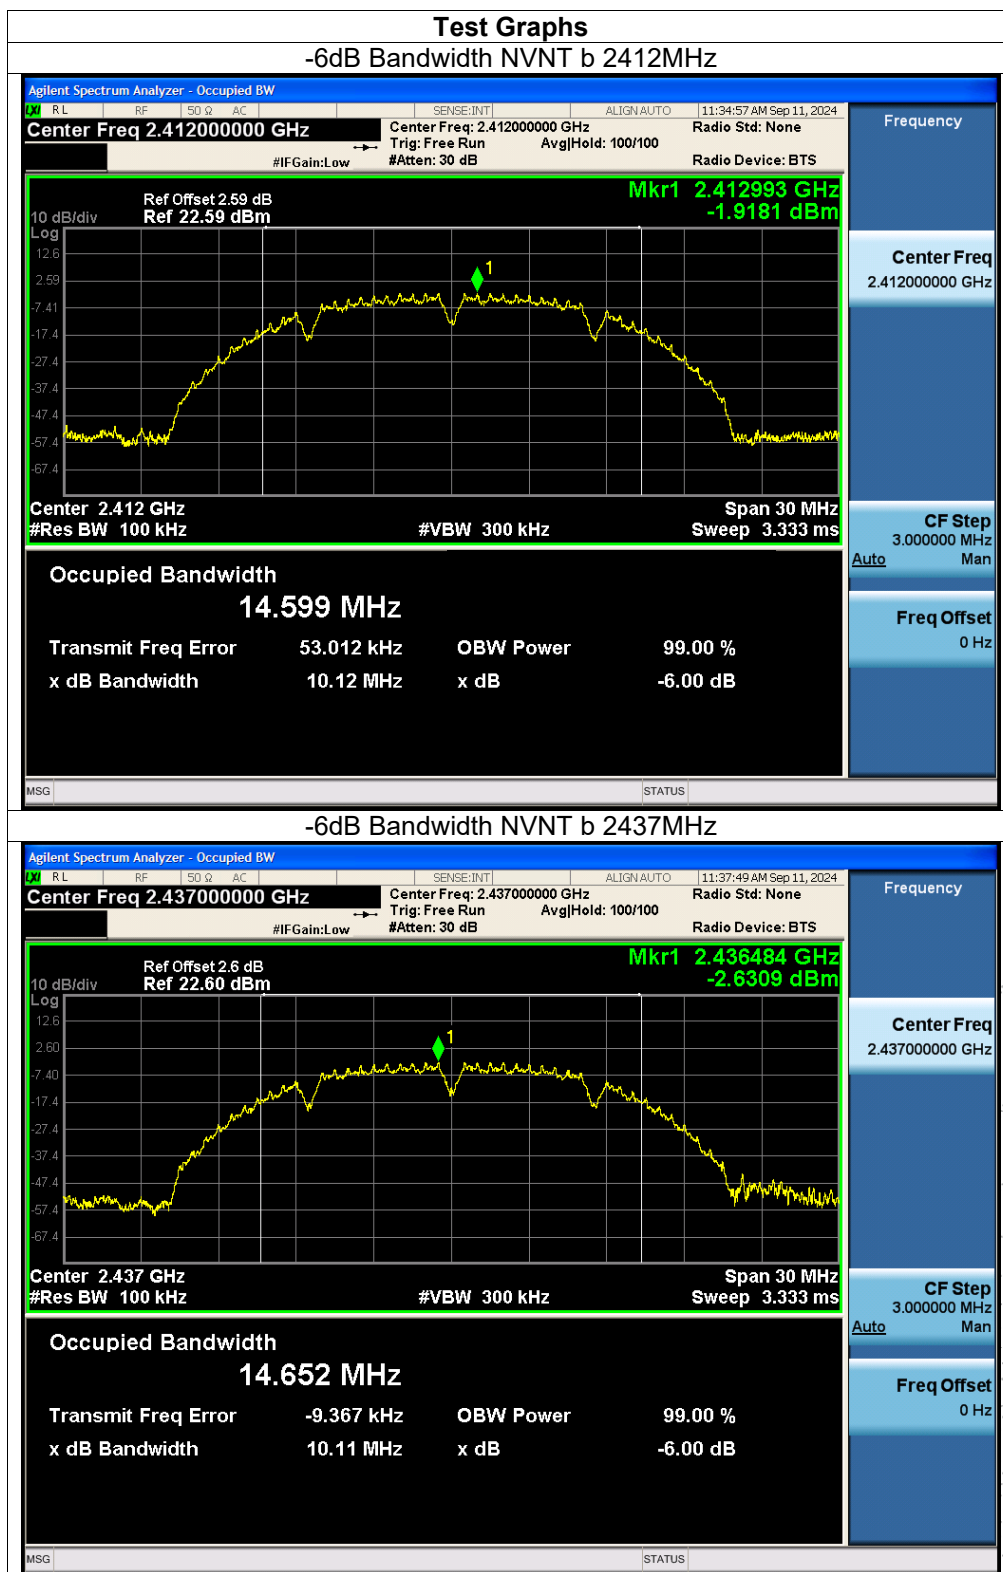 Test Graphs
-6dB Bandwidth NVNT b 2412MHz
Agilent Spectrum Analyzer - Occupied BW
LXI RL RF 50 Ω AC SENSE:INT ALIGN AUTO 11:34:57 AM Sep 11, 2024
Center Freq 2.412000000 GHz
Center Freq: 2.412000000 GHz Radio Std: None
Trig: Free Run Avg|Hold: 100/100
#IFGain:Low #Atten: 30 dB Radio Device: BTS
Frequency
Mkr1 2.412993 GHz
-1.9181 dBm
Ref Offset 2.59 dB
10 dB/div Ref 22.59 dBm
Log
12.6
2.59
-7.41
-17.4
-27.4
-37.4
-47.4
-57.4
-67.4
1
Center Freq
2.412000000 GHz
Center 2.412 GHz Span 30 MHz
#Res BW 100 kHz #VBW 300 kHz Sweep 3.333 ms
CF Step
3.000000 MHz
Auto Man
Occupied Bandwidth
14.599 MHz
Freq Offset
0 Hz
Transmit Freq Error 53.012 kHz OBW Power 99.00 %
x dB Bandwidth 10.12 MHz x dB -6.00 dB
MSG STATUS
-6dB Bandwidth NVNT b 2437MHz
Agilent Spectrum Analyzer - Occupied BW
LXI RL RF 50 Ω AC SENSE:INT ALIGN AUTO 11:37:49 AM Sep 11, 2024
Center Freq 2.437000000 GHz
Center Freq: 2.437000000 GHz Radio Std: None
Trig: Free Run Avg|Hold: 100/100
#IFGain:Low #Atten: 30 dB Radio Device: BTS
Frequency
Mkr1 2.436484 GHz
-2.6309 dBm
Ref Offset 2.6 dB
10 dB/div Ref 22.60 dBm
Log
12.6
2.60
-7.40
-17.4
-27.4
-37.4
-47.4
-57.4
-67.4
1
Center Freq
2.437000000 GHz
Center 2.437 GHz Span 30 MHz
#Res BW 100 kHz #VBW 300 kHz Sweep 3.333 ms
CF Step
3.000000 MHz
Auto Man
Occupied Bandwidth
14.652 MHz
Freq Offset
0 Hz
Transmit Freq Error -9.367 kHz OBW Power 99.00 %
x dB Bandwidth 10.11 MHz x dB -6.00 dB
MSG STATUS